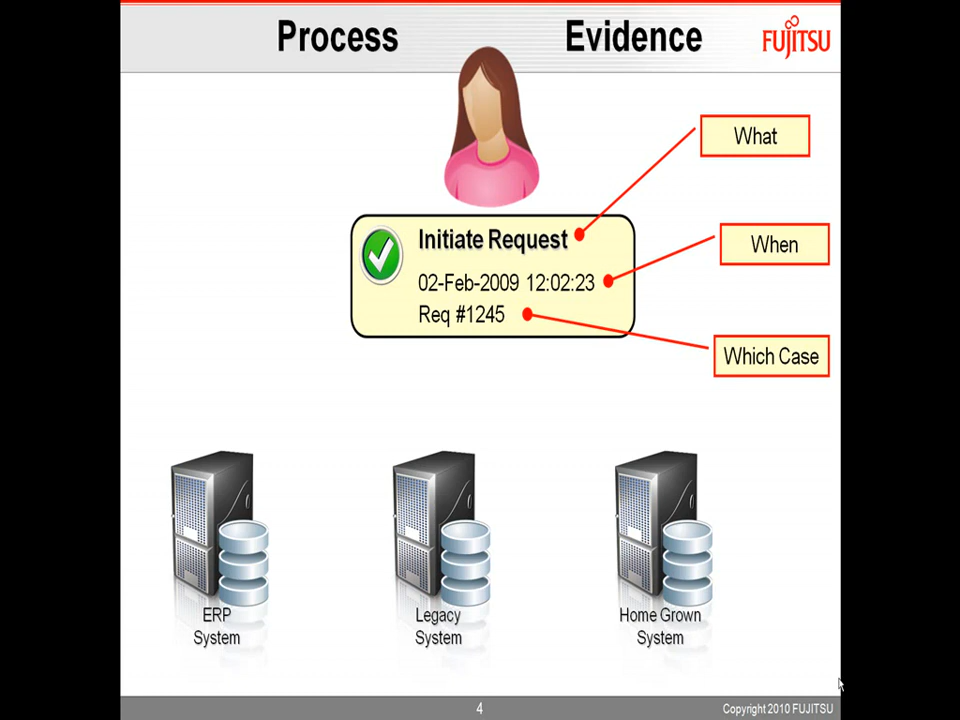 Process Evidence
FUJITSU
What
Initiate Request
When
02-Feb-2009 12:02:23
Req #1245
Which Case
ERP
System
Legacy
System
Home Grown
System
4
Copyright 2010 FUJITSU